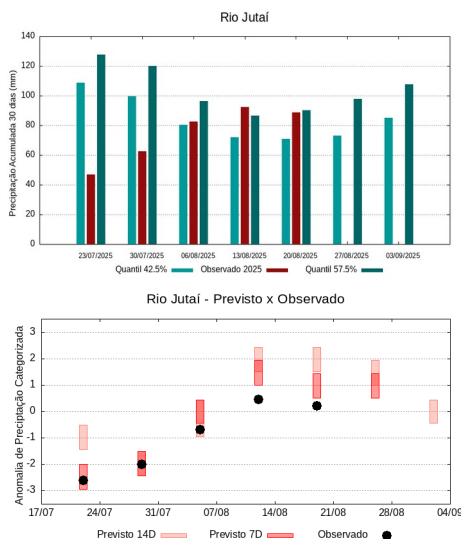 Rio Jutaí
Precipitação Acumulada 30 dias (mm)
140
120
100
80
60
40
20
0
23/07/2025 30/07/2025 06/08/2025 13/08/2025 20/08/2025 27/08/2025 03/09/2025
Quantil 42.5% Observado 2025 Quantil 57.5%
Rio Jutaí - Previsto x Observado
Anomalia de Preciptação Categorizada
3
2
1
0
-1
-2
-3
17/07 24/07 31/07 07/08 14/08 21/08 28/08 04/09
Previsto 14D Previsto 7D Observado